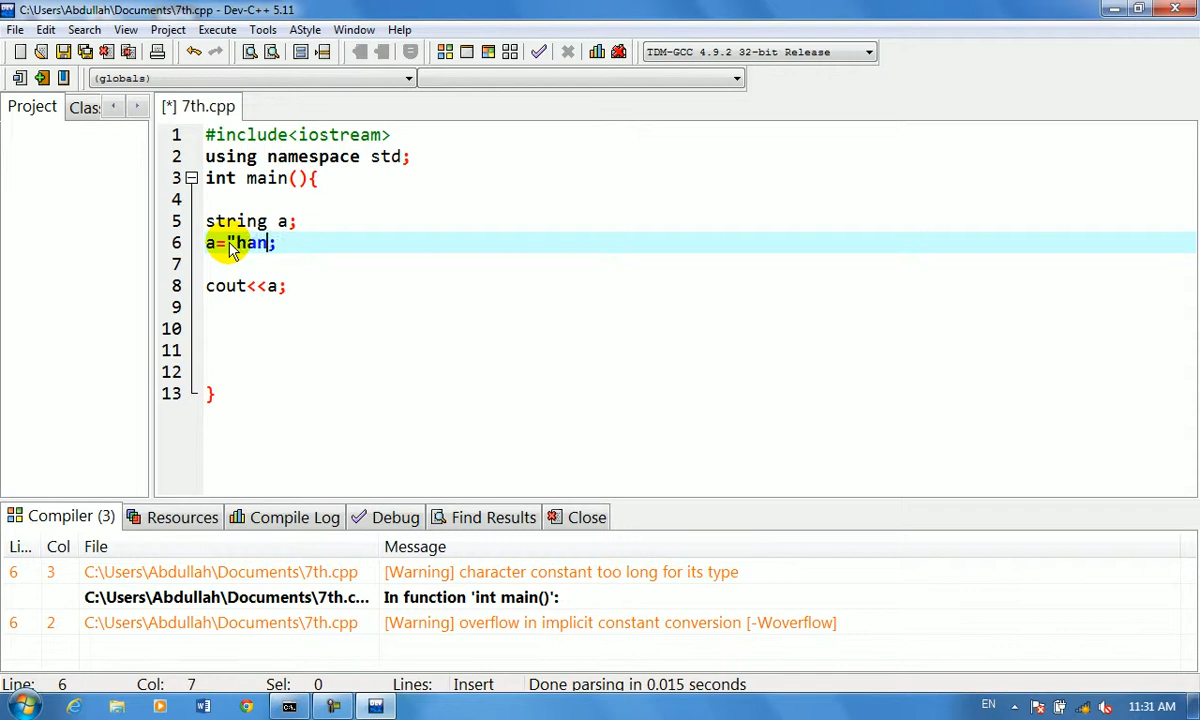 C:\Users\Abdullah\Documents\7th.cpp - Dev-C++ 5.11
File Edit Search View Project Execute Tools AStyle Window Help
TDM-GCC 4.9.2 32-bit Release
(globals)
Project Clas [*] 7th.cpp
1 #include<iostream>
2 using namespace std;
3 int main(){
4
5 string a;
6 a="han;
7
8 cout<<a;
9
10
11
12
13 }
Compiler (3) Resources Compile Log Debug Find Results Close
Li... Col File Message
6 3 C:\Users\Abdullah\Documents\7th.cpp [Warning] character constant too long for its type
C:\Users\Abdullah\Documents\7th.c... In function 'int main()':
6 2 C:\Users\Abdullah\Documents\7th.cpp [Warning] overflow in implicit constant conversion [-Woverflow]
Line: 6 Col: 7 Sel: 0 Lines: Insert Done parsing in 0.015 seconds
EN 11:31 AM